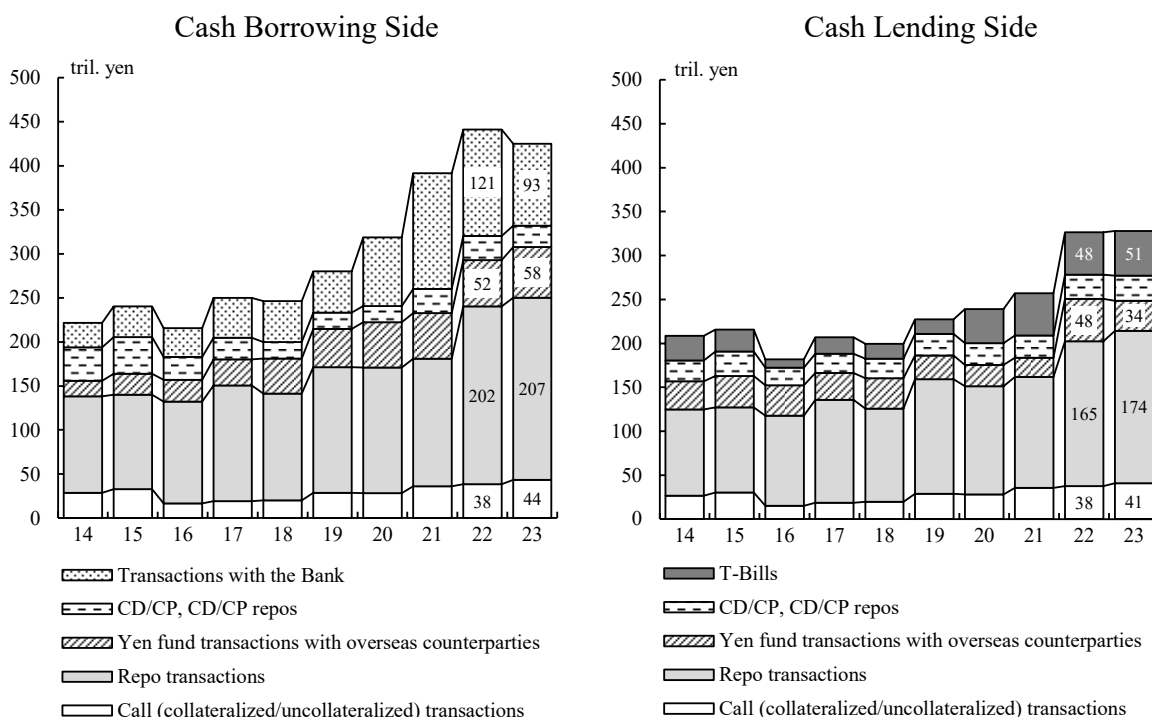 Cash Borrowing Side
tril. yen
500
450
400
350
300
250
200
150
100
50
0
121
93
52
58
202
207
38
44
14 15 16 17 18 19 20 21 22 23
Transactions with the Bank
CD/CP, CD/CP repos
Yen fund transactions with overseas counterparties
Repo transactions
Call (collateralized/uncollateralized) transactions
Cash Lending Side
tril. yen
500
450
400
350
300
250
200
150
100
50
0
48
51
48
34
165
174
38
41
14 15 16 17 18 19 20 21 22 23
T-Bills
CD/CP, CD/CP repos
Yen fund transactions with overseas counterparties
Repo transactions
Call (collateralized/uncollateralized) transactions